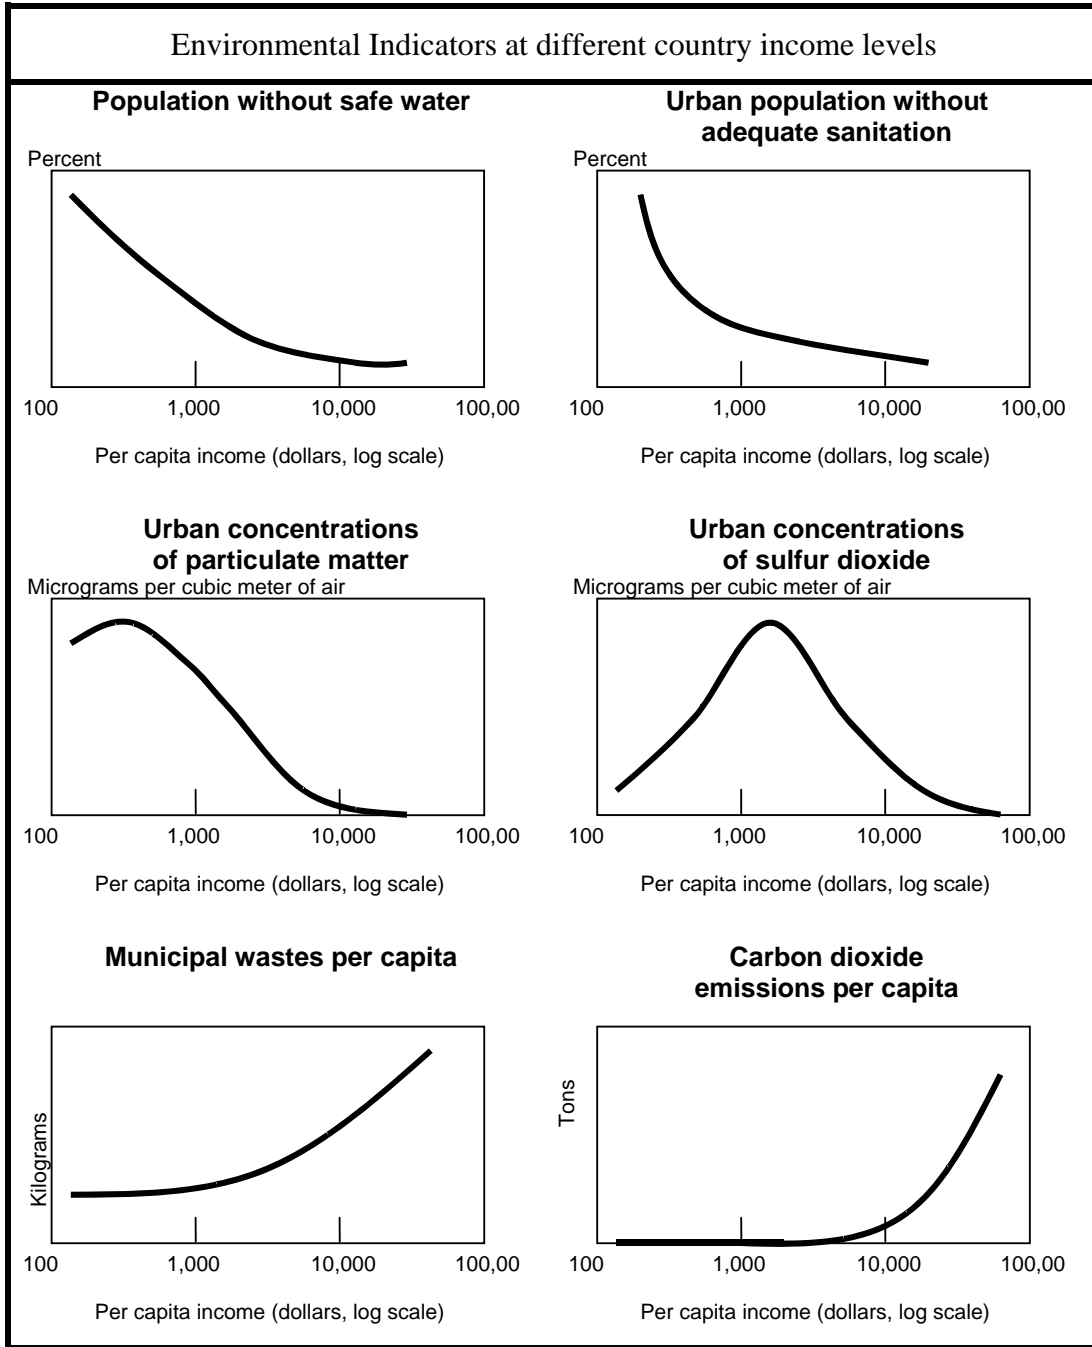 Environmental Indicators at different country income levels
Population without safe water
Percent
100 1,000 10,000 100,00
Per capita income (dollars, log scale)
Urban population without
adequate sanitation
Percent
100 1,000 10,000 100,00
Per capita income (dollars, log scale)
Urban concentrations
of particulate matter
Micrograms per cubic meter of air
100 1,000 10,000 100,00
Per capita income (dollars, log scale)
Urban concentrations
of sulfur dioxide
Micrograms per cubic meter of air
100 1,000 10,000 100,00
Per capita income (dollars, log scale)
Municipal wastes per capita
Kilograms
100 1,000 10,000 100,00
Per capita income (dollars, log scale)
Carbon dioxide
emissions per capita
Tons
100 1,000 10,000 100,00
Per capita income (dollars, log scale)